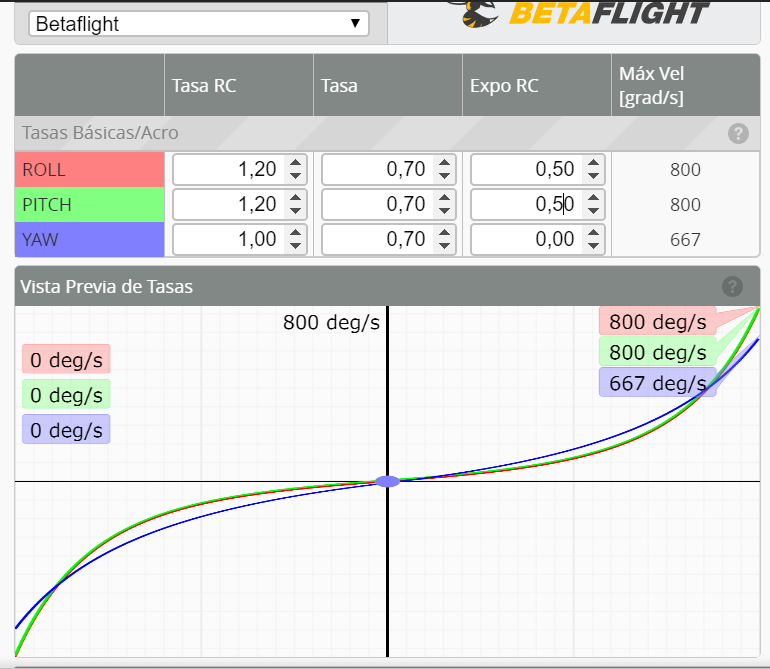 Betaflight
BETAFLIGHT
Tasa RC Tasa Expo RC Máx Vel
[grad/s]
Tasas Básicas/Acro ?
ROLL 1,20 0,70 0,50 800
PITCH 1,20 0,70 0,50 800
YAW 1,00 0,70 0,00 667
Vista Previa de Tasas ?
800 deg/s 800 deg/s
800 deg/s
667 deg/s
0 deg/s
0 deg/s
0 deg/s